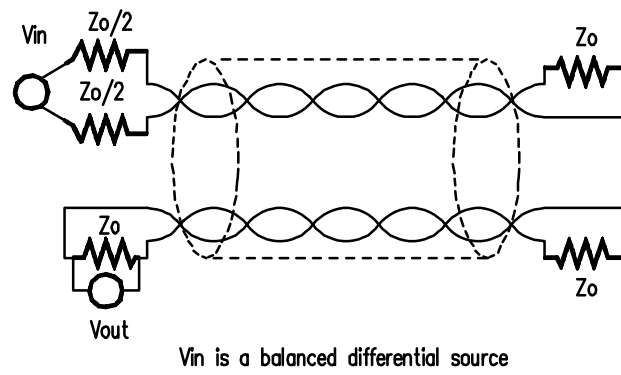 Vin
Zo/2
Zo/2
Zo
Zo
Vout
Zo
Vin is a balanced differential source